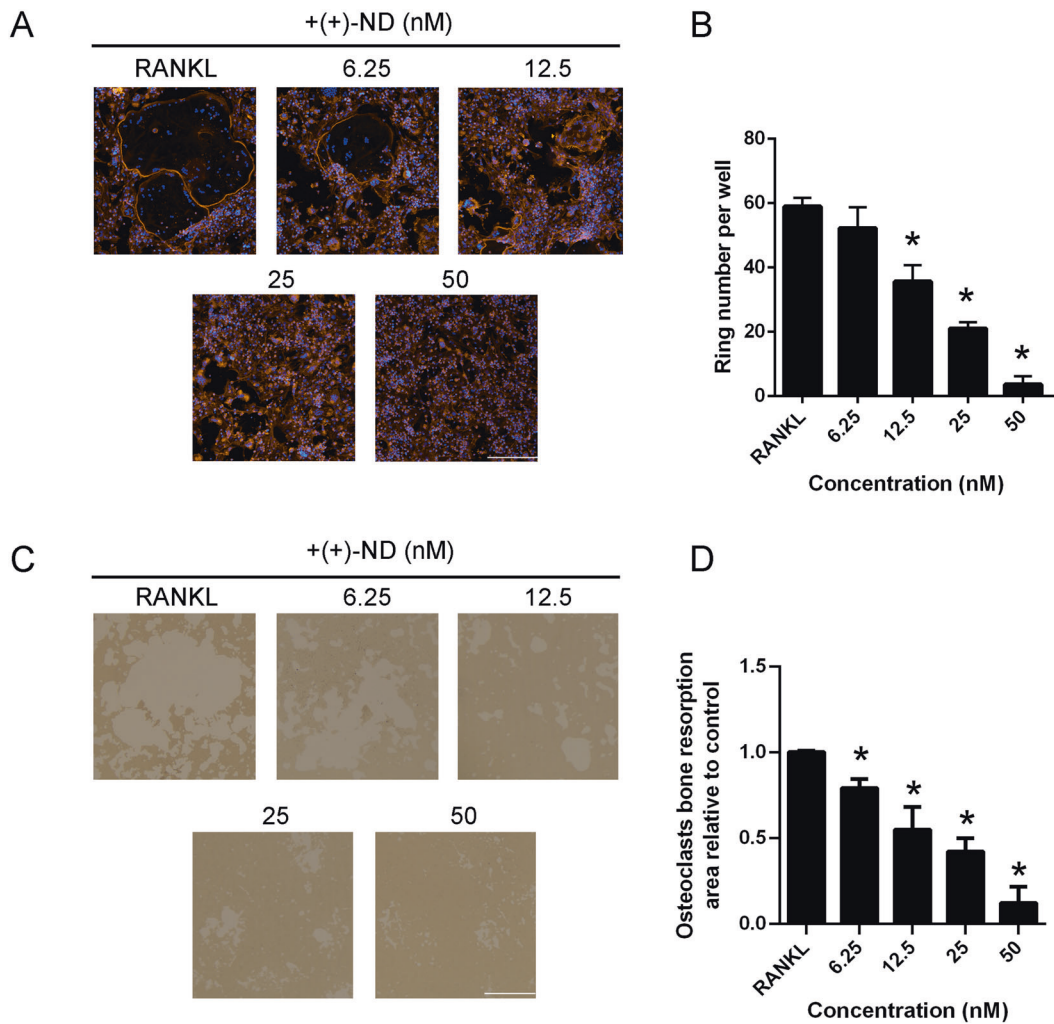 A
+(+)-ND (nM)
RANKL 6.25 12.5
25 50
B
Ring number per well
80
60
40
20
0
* * *
RANKL 6.25 12.5 25 50
Concentration (nM)
C
+(+)-ND (nM)
RANKL 6.25 12.5
25 50
D
Osteoclasts bone resorption
area relative to control
1.5
1.0
0.5
0.0
* * * *
RANKL 6.25 12.5 25 50
Concentration (nM)